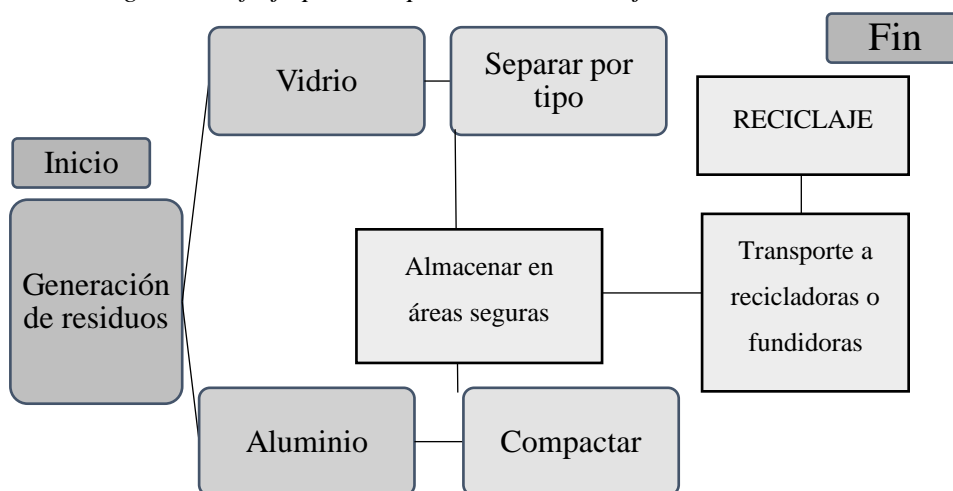 Fin
Vidrio
Separar por
tipo
RECICLAJE
Inicio
Generación
de residuos
Almacenar en
áreas seguras
Transporte a
recicladoras o
fundidoras
Aluminio
Compactar